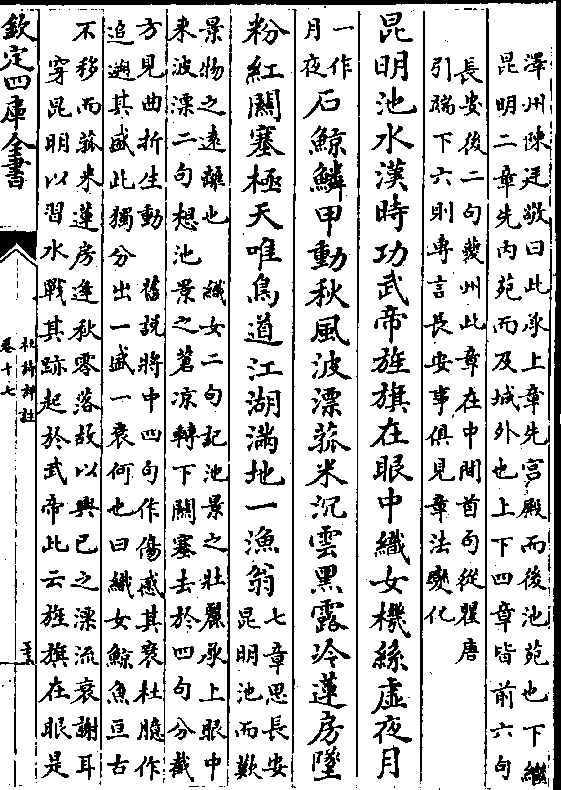 澤州陳廷敬曰此承上章先宫殿而後池苑也下繼
昆明二章先内苑而及城外也上下四章皆前六句
長安後二句夔州此章在中間首句從瞿唐
引端下六則專言長安事俱見章法變化
昆明池水漢時功武帝旌旗在眼中織女機絲虛夜月
一作
月夜
石鯨鱗甲動秋風波漂菰米沉雲黑露冷蓮房墜
粉紅關塞極天唯鳥道江湖滿地一漁翁
七章思長安
昆明池而歎
景物之遠離也　織女二句記池景之壯麗承上眼中
来波漂二句想池景之蒼凉轉下關塞去於四句分截
方見曲折生動　舊說將中四句作傷感其衰杜臆作
追遡其盛此獨分出一盛一衰何也曰織女鯨魚亘古
不移而菰米蓮房逢秋零落故以興已之漂流衰謝耳
穿昆明以習水戰其跡起於武帝此云旌旗在眼是
欽定四庫全書
杜詩詳註
卷十七